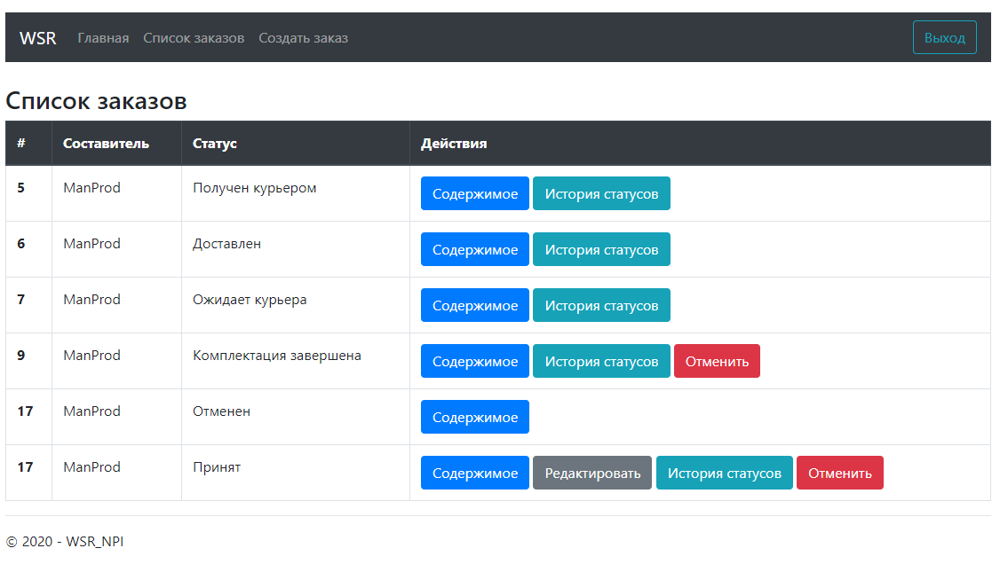 WSR Главная Список заказов Создать заказ Выход
Список заказов
# Составитель Статус Действия
5 ManProd Получен курьером Содержимое История статусов
6 ManProd Доставлен Содержимое История статусов
7 ManProd Ожидает курьера Содержимое История статусов
9 ManProd Комплектация завершена Содержимое История статусов Отменить
17 ManProd Отменен Содержимое
17 ManProd Принят Содержимое Редактировать История статусов Отменить
© 2020 - WSR_NPI